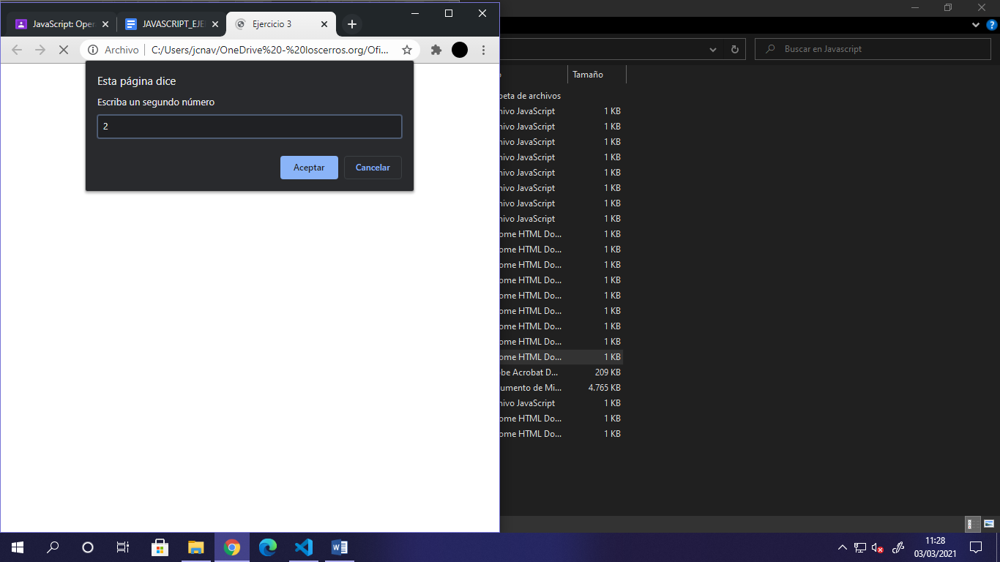 JavaScript: Oper
JAVASCRIPT_EJE
Ejercicio 3
Archivo
C:/Users/jcnav/OneDrive%20-%20loscerros.org/Ofi...
Esta página dice
Escriba un segundo número
2
Aceptar
Cancelar
Buscar en Javascript
Tamaño
peta de archivos
hivo JavaScript 1 KB
hivo JavaScript 1 KB
hivo JavaScript 1 KB
hivo JavaScript 1 KB
hivo JavaScript 1 KB
hivo JavaScript 1 KB
hivo JavaScript 1 KB
hivo JavaScript 1 KB
ome HTML Do... 1 KB
ome HTML Do... 1 KB
ome HTML Do... 1 KB
ome HTML Do... 1 KB
ome HTML Do... 1 KB
ome HTML Do... 1 KB
ome HTML Do... 1 KB
ome HTML Do... 1 KB
ome HTML Do... 1 KB
be Acrobat D... 209 KB
umento de Mi... 4.765 KB
hivo JavaScript 1 KB
ome HTML Do... 1 KB
ome HTML Do... 1 KB
11:28
03/03/2021